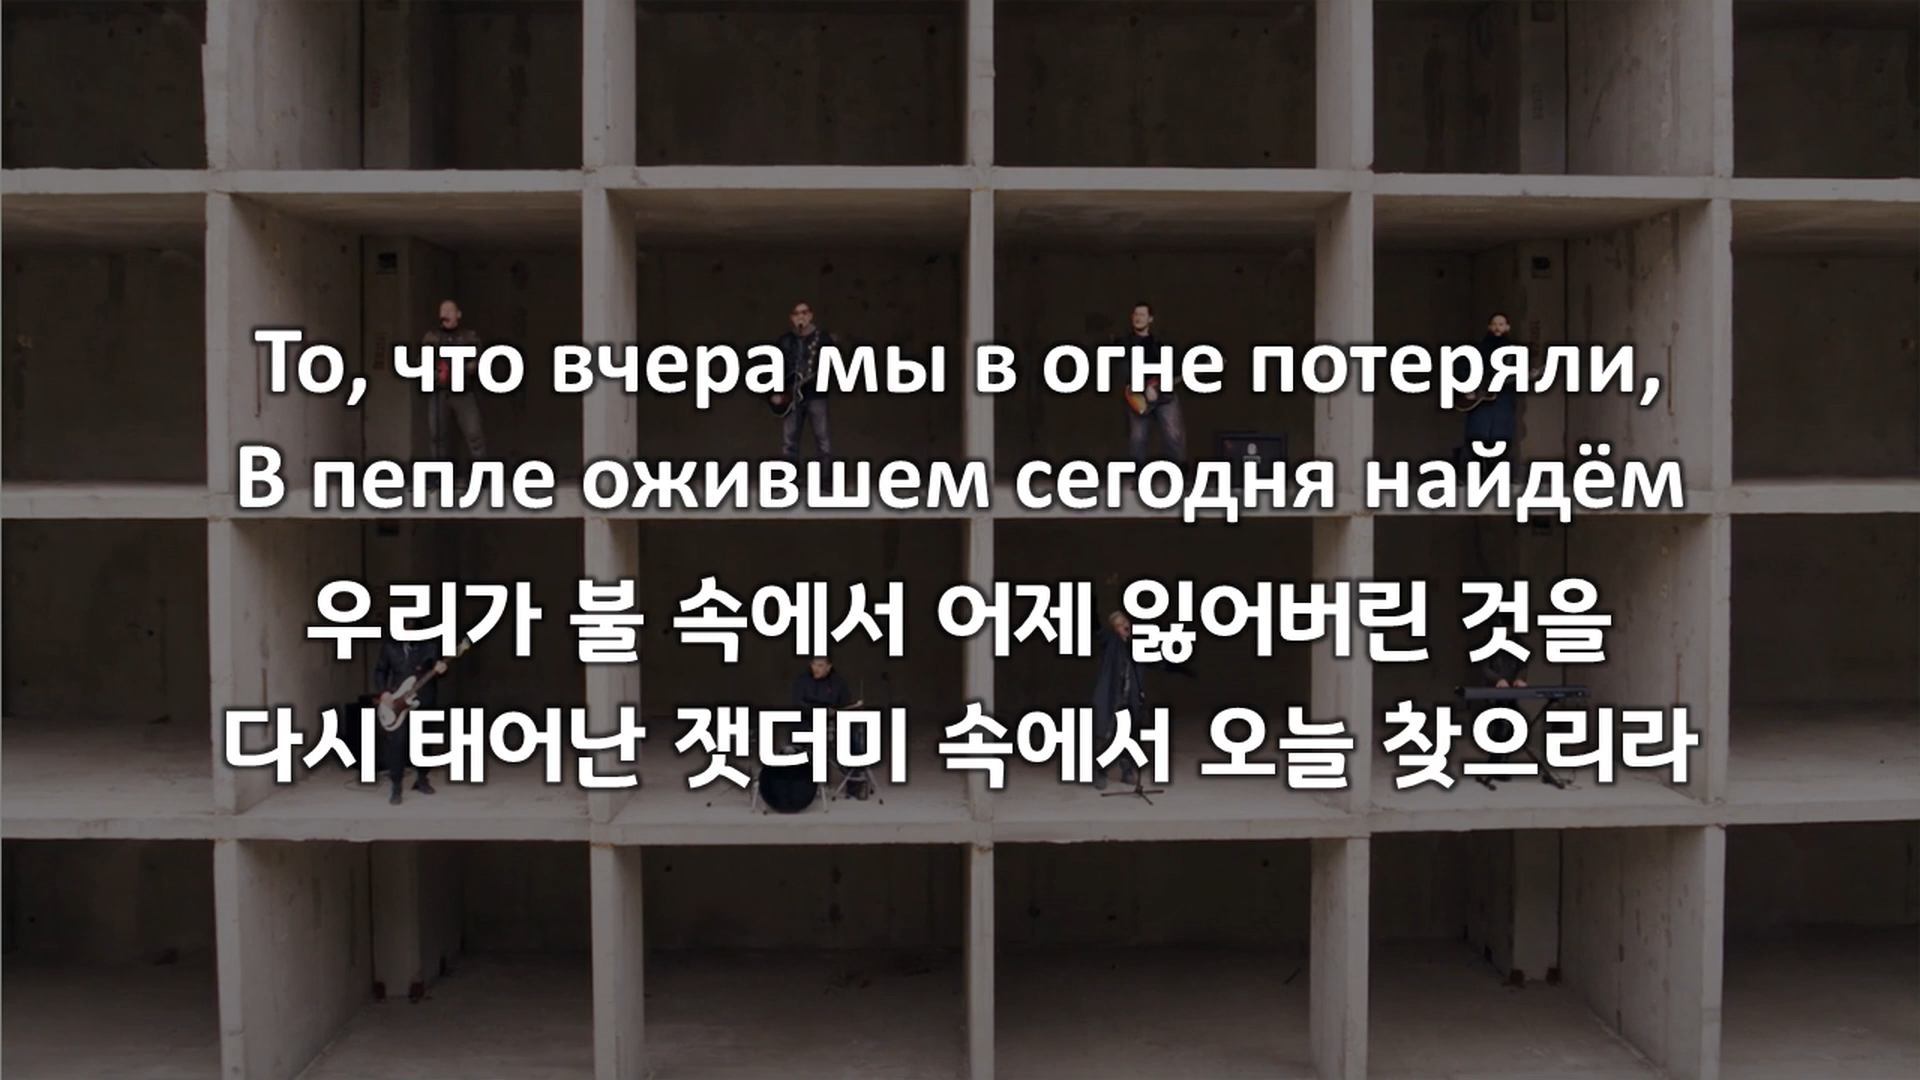 То, что вчера мы в огне потеряли,
В пепле ожившем сегодня найдём
우리가 불 속에서 어제 잃어버린 것을
다시 태어난 잿더미 속에서 오늘 찾으리라